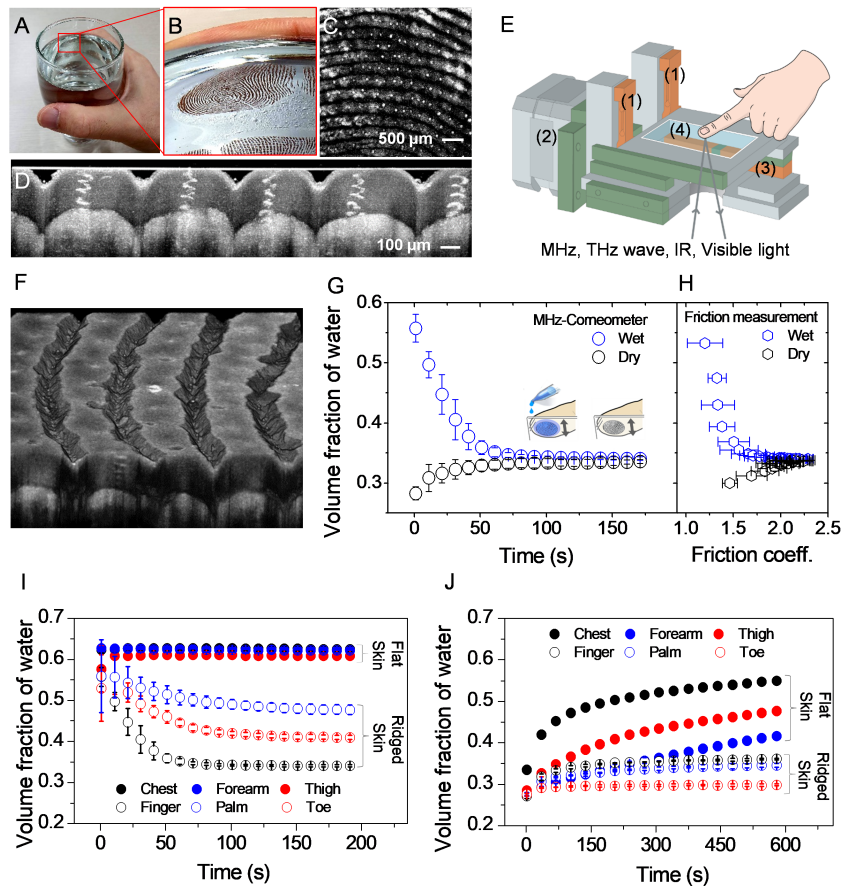 A
B
C
500 μm
D
100 μm
E
(1)
(1)
(2)
(4)
(3)
MHz, THz wave, IR, Visible light
F
G
Volume fraction of water
0.6
0.5
0.4
0.3
MHz-Corneometer
Wet
Dry
0 50 100 150
Time (s)
H
Friction measurement
Wet
Dry
1.0 1.5 2.0 2.5
Friction coeff.
I
Volume fraction of water
0.7
0.6
0.5
0.4
0.3
0.2
Flat
Skin
Ridged
Skin
Chest Forearm Thigh
Finger Palm Toe
0 50 100 150 200
Time (s)
J
Volume fraction of water
0.7
0.6
0.5
0.4
0.3
0.2
Chest Forearm Thigh
Finger Palm Toe
Flat
Skin
Ridged
Skin
0 150 300 450 600
Time (s)